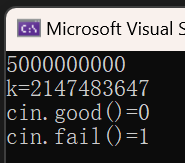 Microsoft Visual S
5000000000
k=2147483647
cin.good()=0
cin.fail()=1